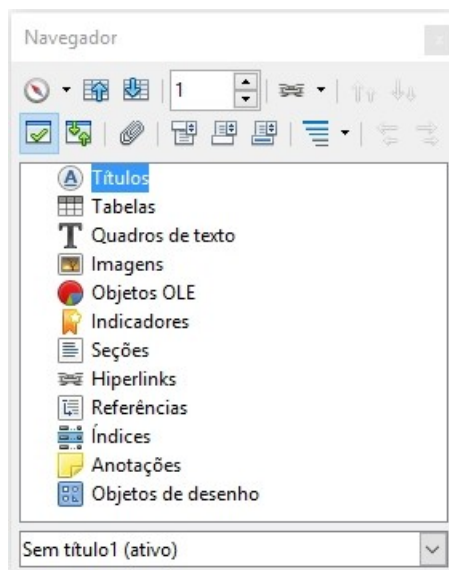 Navegador
1
Títulos
Tabelas
Quadros de texto
Imagens
Objetos OLE
Indicadores
Seções
Hiperlinks
Referências
Índices
Anotações
Objetos de desenho
Sem título1 (ativo)